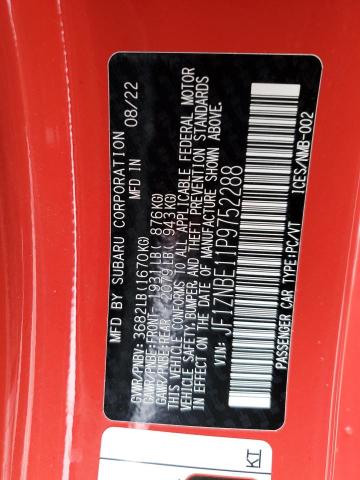 MFD BY SUBARU CORPORATION
MFD IN 08/22
GVWR/PNBV: 3682LB(1670KG)
GAWR/PNBE:FRONT- 1931LB( 876KG)
GAWR/PNBE:REAR - 2079LB( 943KG)
THIS VEHICLE CONFORMS TO ALL APPLICABLE FEDERAL MOTOR
VEHICLE SAFETY, BUMPER, AND THEFT PREVENTION STANDARDS
IN EFFECT ON THE DATE OF MANUFACTURE SHOWN ABOVE.
VIN: JF1ZNBE11P9752288
PASSENGER CAR TYPE:PC/VT ICES/NMB-002
KT